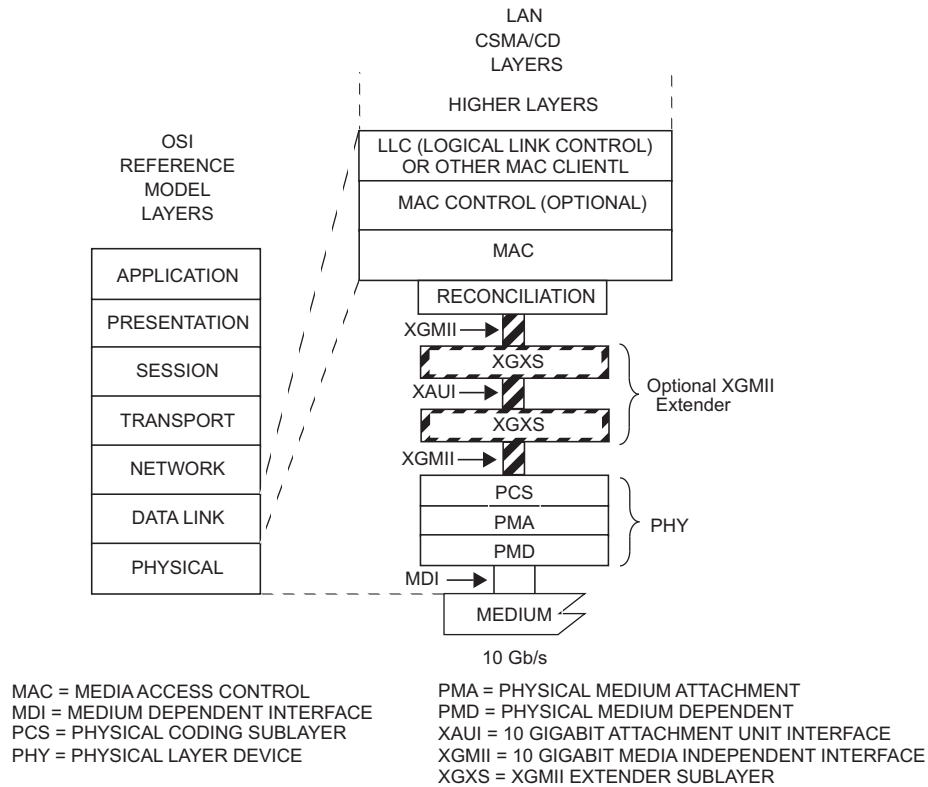 LAN
CSMA/CD
LAYERS
HIGHER LAYERS
OSI
REFERENCE
MODEL
LAYERS
LLC (LOGICAL LINK CONTROL)
OR OTHER MAC CLIENTL
MAC CONTROL (OPTIONAL)
MAC
RECONCILIATION
APPLICATION
PRESENTATION
SESSION
TRANSPORT
NETWORK
DATA LINK
PHYSICAL
XGMII
XGXS
XAUI
XGXS
Optional XGMII
Extender
XGMII
PCS
PMA
PMD
PHY
MDI
MEDIUM
10 Gb/s
MAC = MEDIA ACCESS CONTROL
MDI = MEDIUM DEPENDENT INTERFACE
PCS = PHYSICAL CODING SUBLAYER
PHY = PHYSICAL LAYER DEVICE
PMA = PHYSICAL MEDIUM ATTACHMENT
PMD = PHYSICAL MEDIUM DEPENDENT
XAUI = 10 GIGABIT ATTACHMENT UNIT INTERFACE
XGMII = 10 GIGABIT MEDIA INDEPENDENT INTERFACE
XGXS = XGMII EXTENDER SUBLAYER